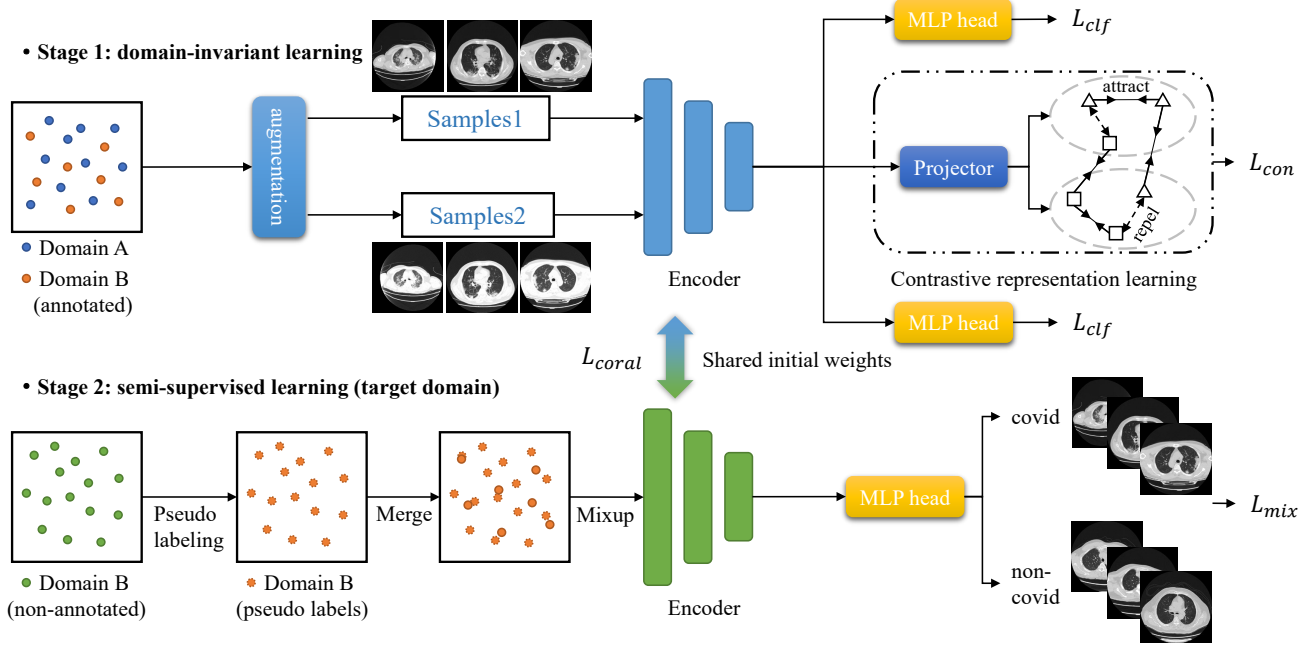 • Stage 1: domain-invariant learning
Domain A
Domain B
(annotated)
augmentation
Samples1
Samples2
Encoder
MLP head
L_clf
Projector
attract
repel
L_con
Contrastive representation learning
MLP head
L_clf
L_coral
Shared initial weights
• Stage 2: semi-supervised learning (target domain)
Domain B
(non-annotated)
Pseudo
labeling
Domain B
(pseudo labels)
Merge
Mixup
Encoder
MLP head
covid
non-
covid
L_mix